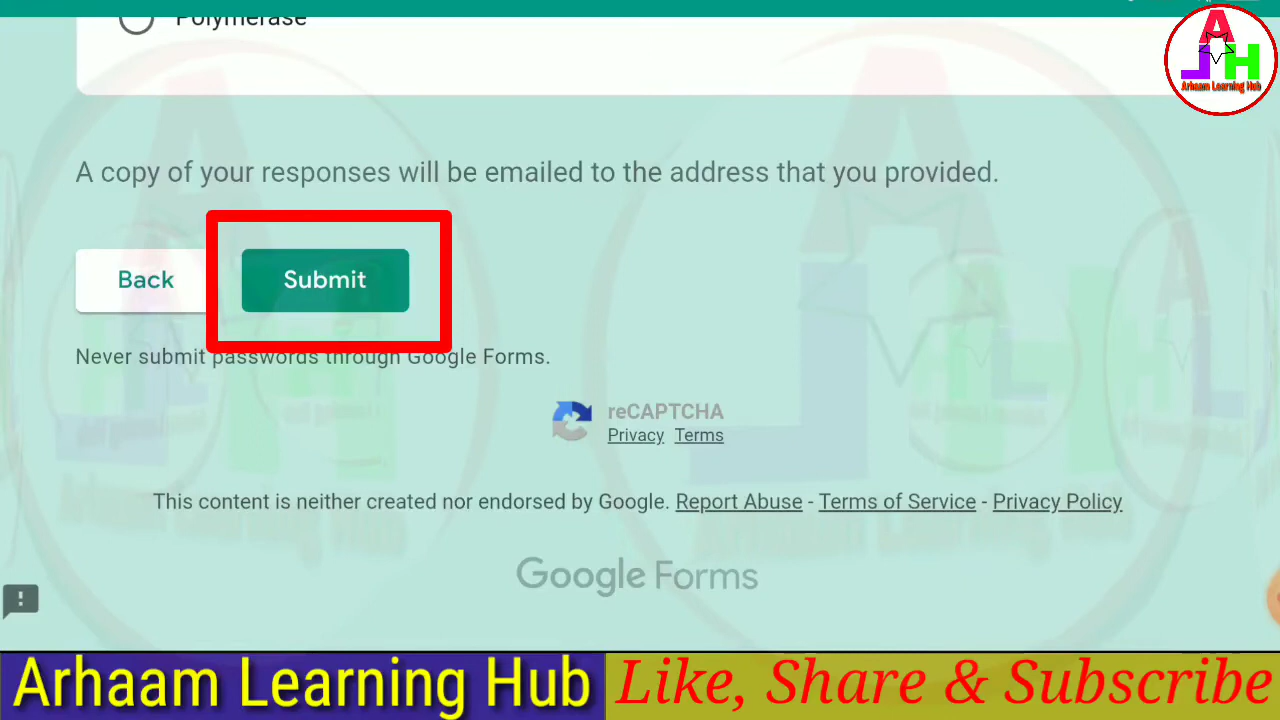 Polymerase
A
L H
Arhaam Learning Hub
A copy of your responses will be emailed to the address that you provided.
Back
Submit
Never submit passwords through Google Forms.
reCAPTCHA
Privacy Terms
This content is neither created nor endorsed by Google. Report Abuse - Terms of Service - Privacy Policy
Google Forms
!
Arhaam Learning Hub
Like, Share & Subscribe